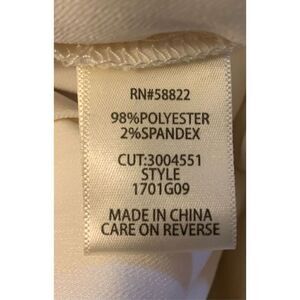 RN#58822
98%POLYESTER
2%SPANDEX
CUT:3004551
STYLE
1701G09
MADE IN CHINA
CARE ON REVERSE